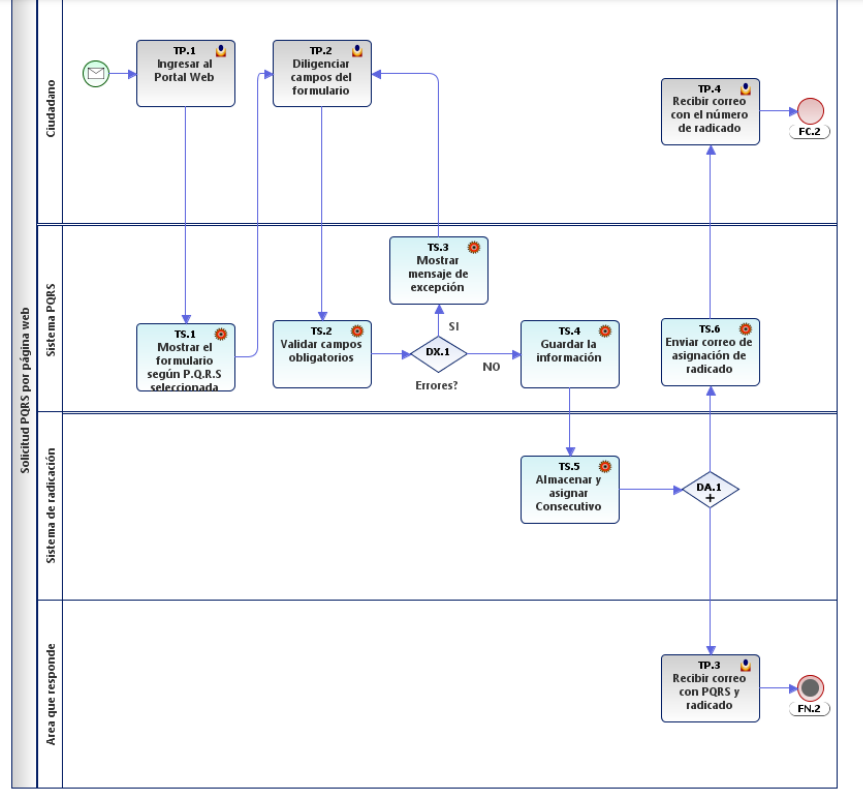 Solicitud PQRS por página web
Ciudadano
TP.1
Ingresar al
Portal Web
TP.2
Diligenciar
campos del
formulario
TP.4
Recibir correo
con el número
de radicado
FC.2
Sistema PQRS
TS.3
Mostrar
mensaje de
excepción
TS.1
Mostrar el
formulario
según P.Q.R.S
seleccionada
TS.2
Validar campos
obligatorios
SI
DX.1
Errores?
NO
TS.4
Guardar la
información
TS.6
Enviar correo de
asignación de
radicado
Sistema de radicación
TS.5
Almacenar y
asignar
Consecutivo
DA.1
+
Area que responde
TP.3
Recibir correo
con PQRS y
radicado
FN.2